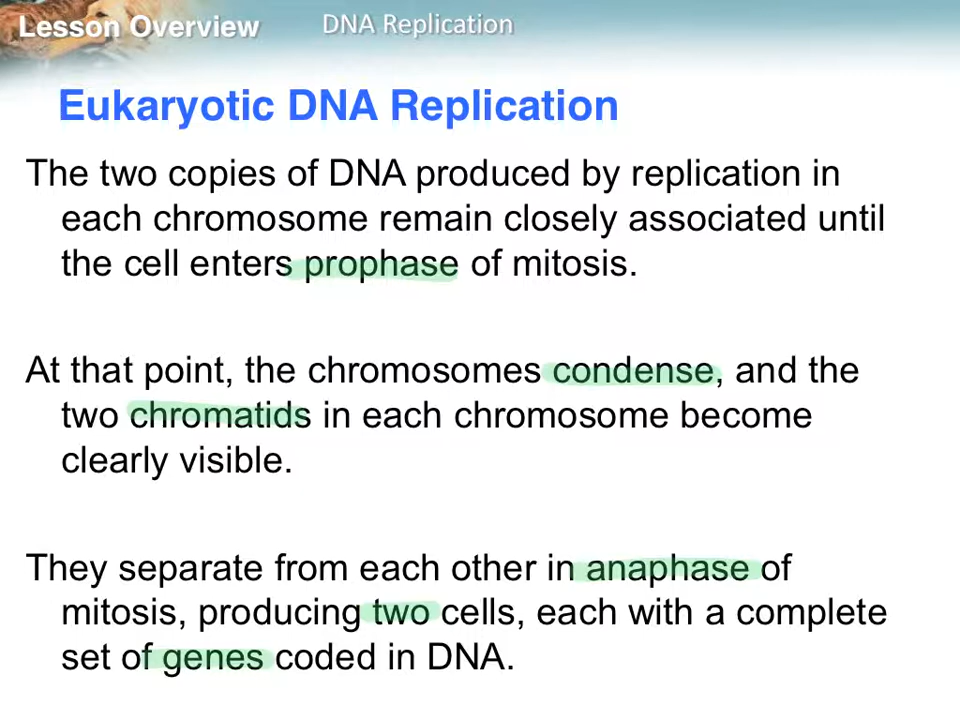 Lesson Overview DNA Replication
Eukaryotic DNA Replication
The two copies of DNA produced by replication in
each chromosome remain closely associated until
the cell enters prophase of mitosis.
At that point, the chromosomes condense, and the
two chromatids in each chromosome become
clearly visible.
They separate from each other in anaphase of
mitosis, producing two cells, each with a complete
set of genes coded in DNA.